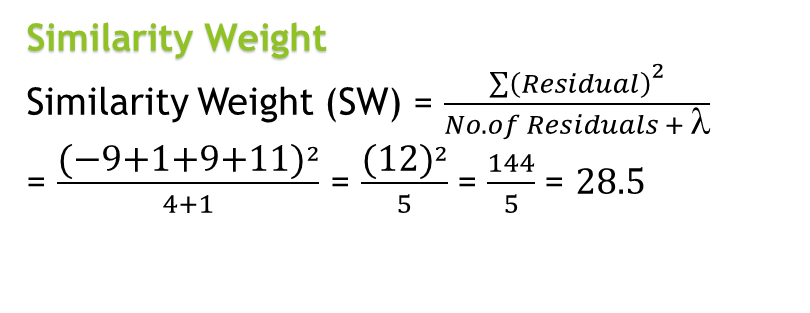 Similarity Weight
Similarity Weight (SW) = ∑(Residual)² / No.of Residuals + λ
= (−9+1+9+11)² / 4+1 = (12)² / 5 = 144 / 5 = 28.5